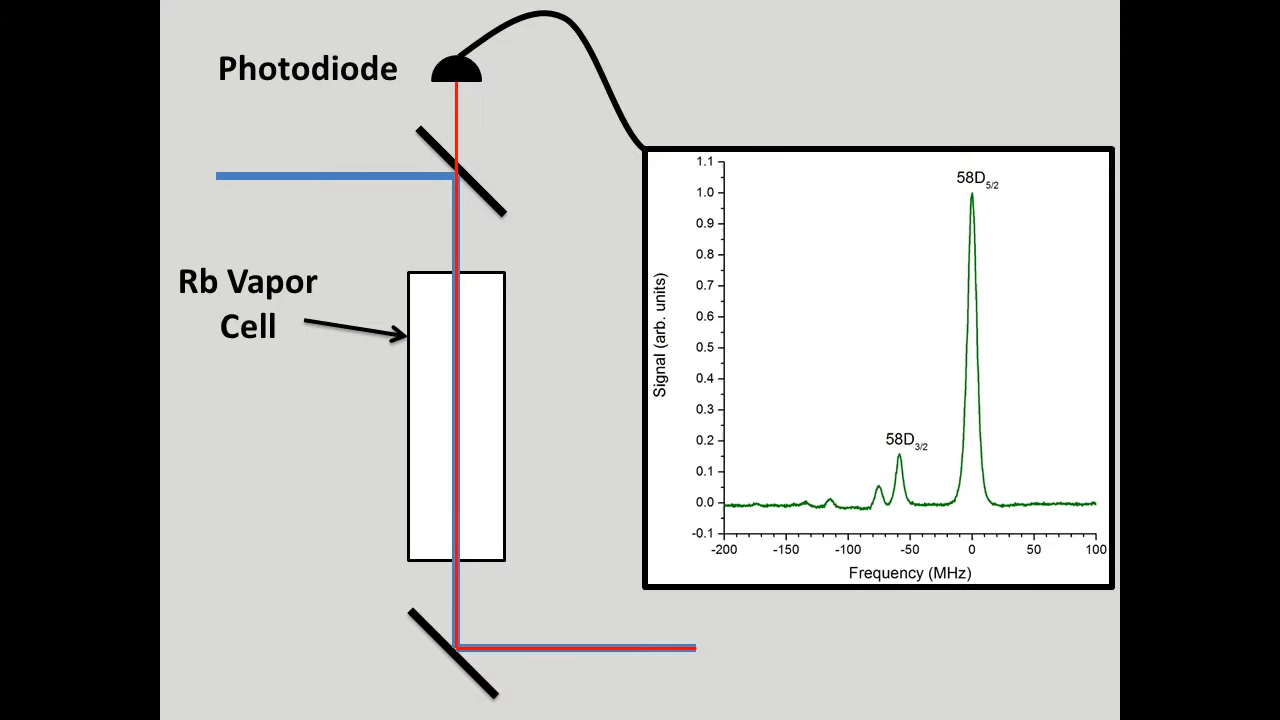 Photodiode
Rb Vapor
Cell
1.1
1.0
0.9
0.8
0.7
0.6
0.5
0.4
0.3
0.2
0.1
0.0
-0.1
Signal (arb. units)
58D5/2
58D3/2
-200 -150 -100 -50 0 50 100
Frequency (MHz)